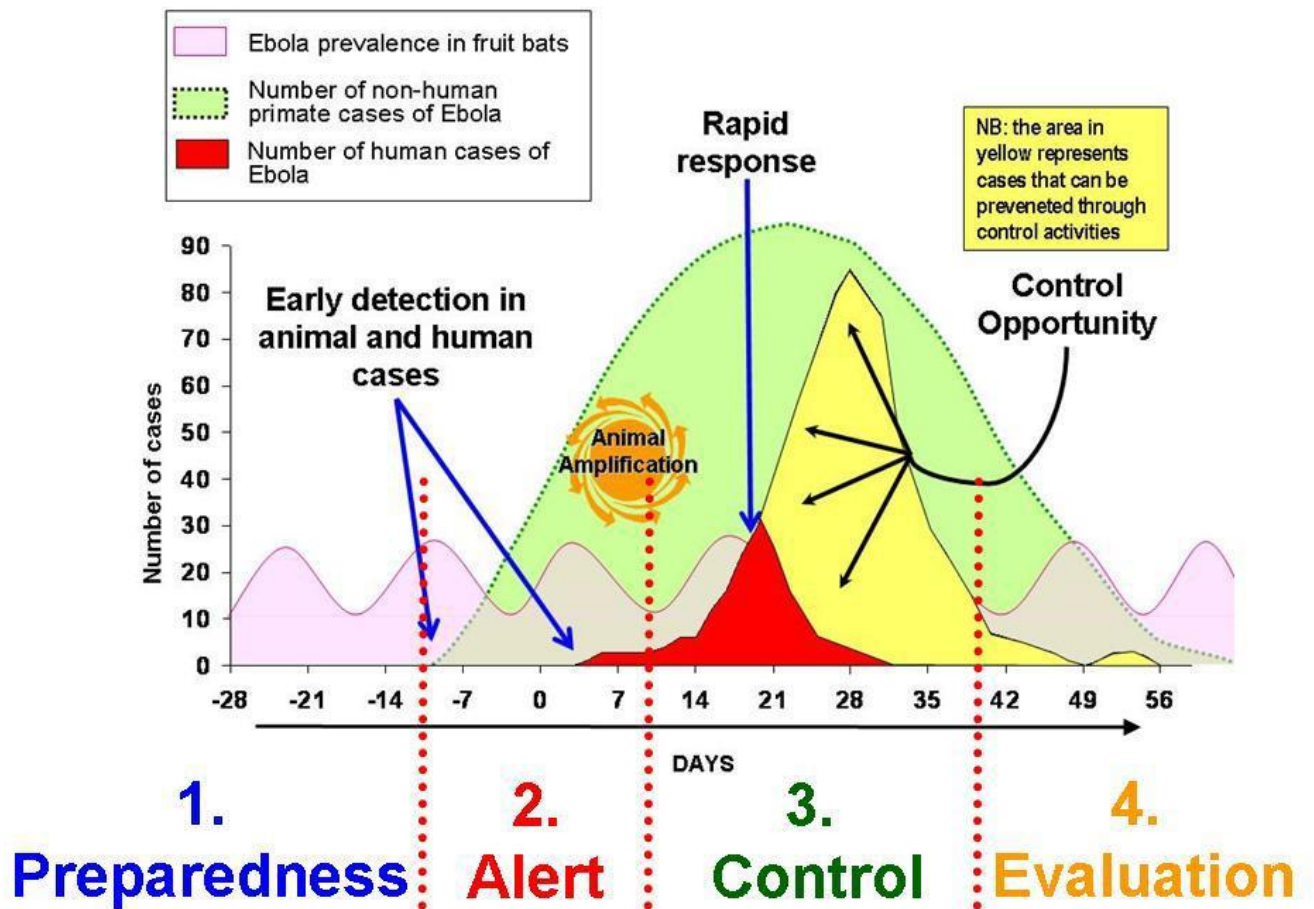 Ebola prevalence in fruit bats
Number of non-human
primate cases of Ebola
Number of human cases of
Ebola
Rapid
response
NB: the area in
yellow represents
cases that can be
preveneted through
control activities
Early detection in
animal and human
cases
Control
Opportunity
Animal
Amplification
Number of cases
90
80
70
60
50
40
30
20
10
0
-28 -21 -14 -7 0 7 14 21 28 35 42 49 56
DAYS
1.
Preparedness
2.
Alert
3.
Control
4.
Evaluation